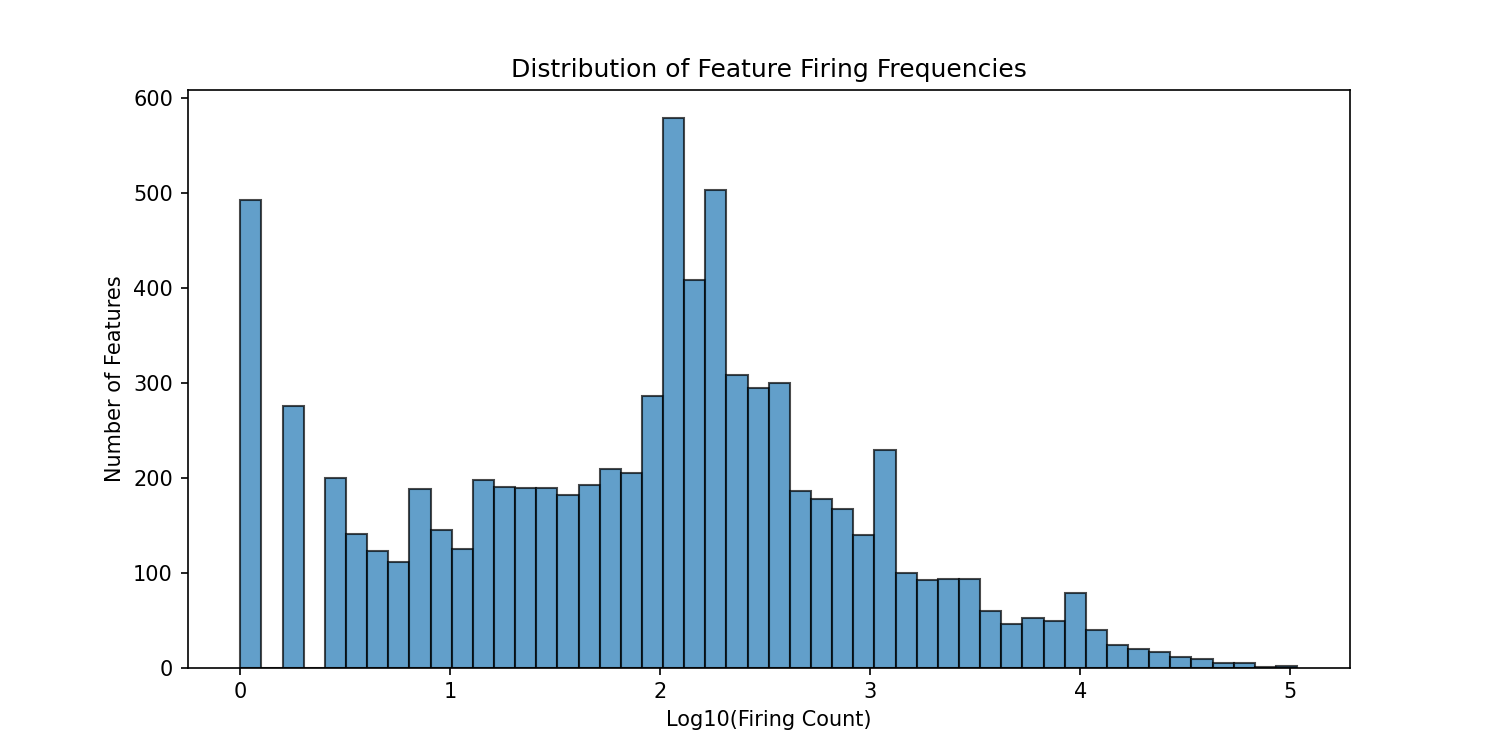 Distribution of Feature Firing Frequencies
Number of Features
600
500
400
300
200
100
0
0 1 2 3 4 5
Log10(Firing Count)